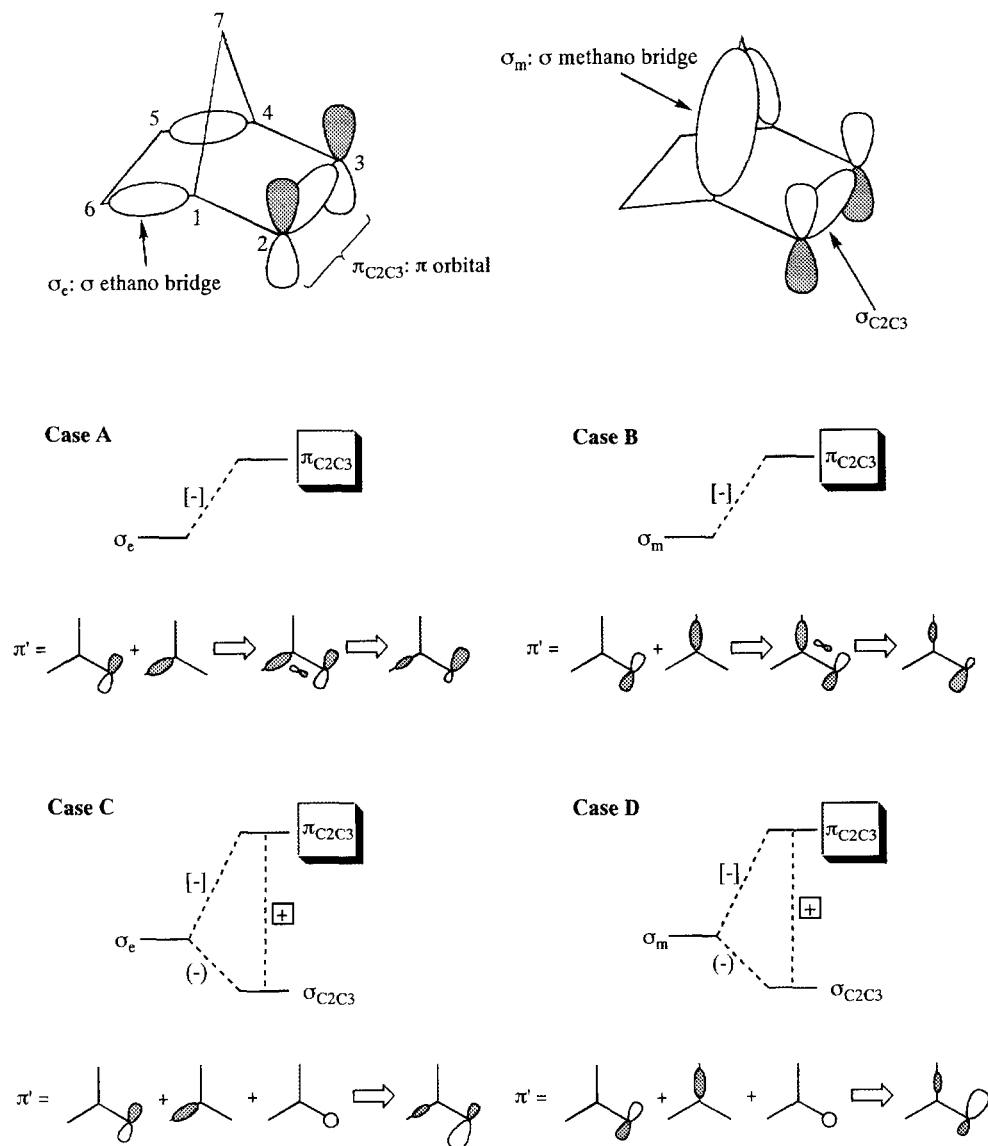 7
5
4
3
6
1
2
σe: σ ethano bridge
πC2C3: π orbital
σm: σ methano bridge
σC2C3
Case A
πC2C3
[-]
σe
Case B
πC2C3
[-]
σm
π' =
+
π' =
+
Case C
πC2C3
[-]
+
σe
(-)
σC2C3
Case D
πC2C3
[-]
+
σm
(-)
σC2C3
π' =
+
+
π' =
+
+